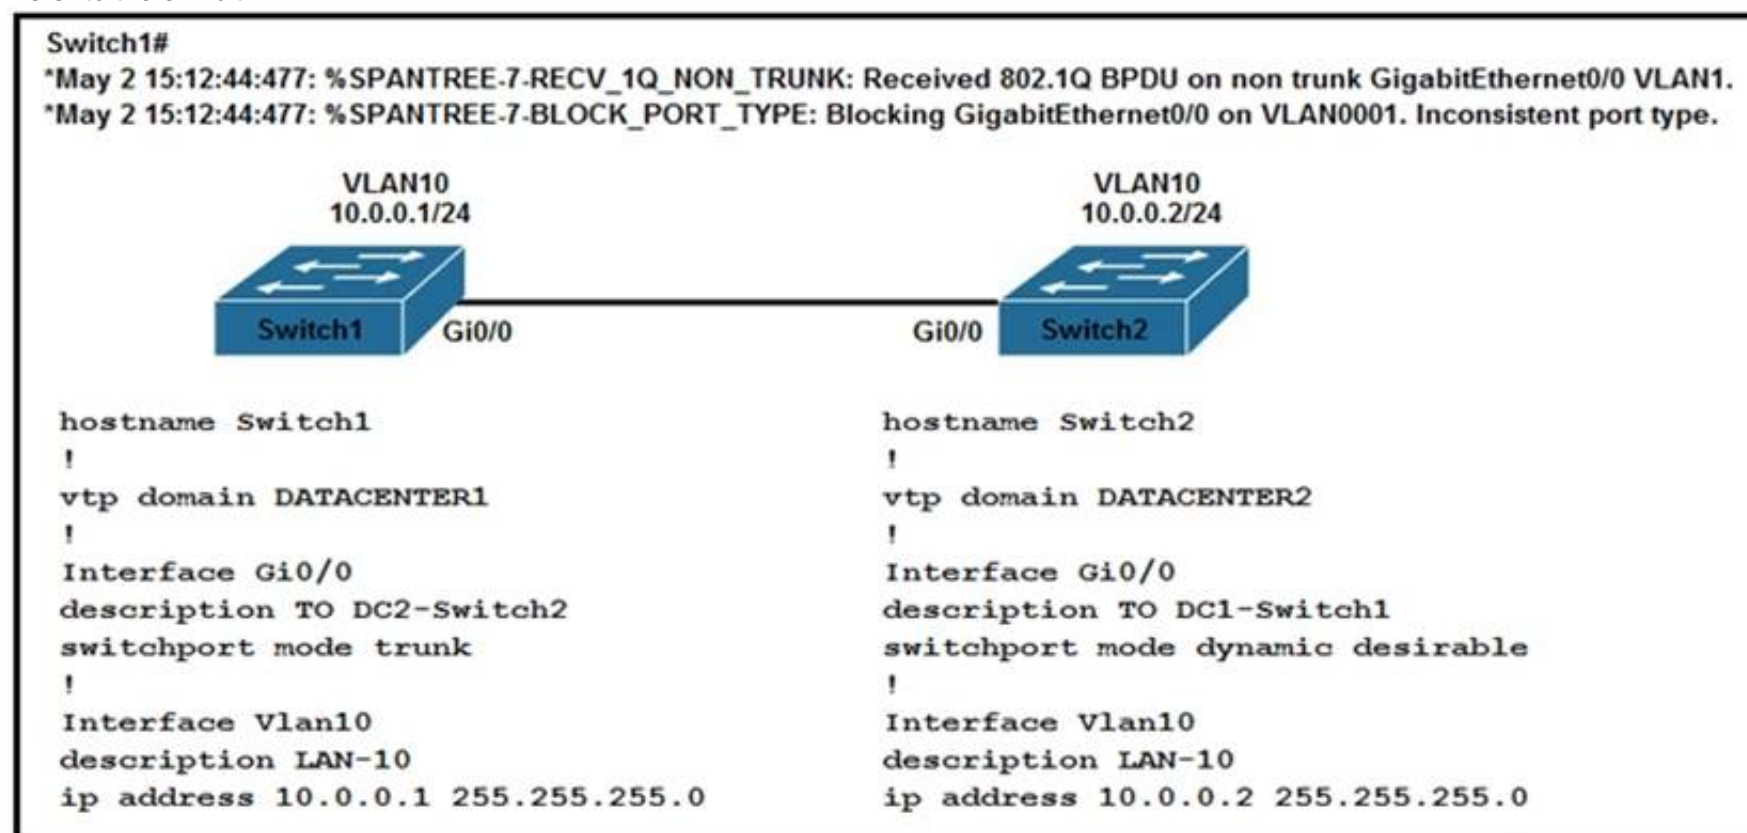 Switch1#
*May 2 15:12:44:477: %SPANTREE-7-RECV_1Q_NON_TRUNK: Received 802.1Q BPDU on non trunk GigabitEthernet0/0 VLAN1.
*May 2 15:12:44:477: %SPANTREE-7-BLOCK_PORT_TYPE: Blocking GigabitEthernet0/0 on VLAN0001. Inconsistent port type.
VLAN10
10.0.0.1/24
VLAN10
10.0.0.2/24
Switch1
Gi0/0
Gi0/0
Switch2
hostname Switch1
!
vtp domain DATACENTER1
!
Interface Gi0/0
description TO DC2-Switch2
switchport mode trunk
!
Interface Vlan10
description LAN-10
ip address 10.0.0.1 255.255.255.0
hostname Switch2
!
vtp domain DATACENTER2
!
Interface Gi0/0
description TO DC1-Switch1
switchport mode dynamic desirable
!
Interface Vlan10
description LAN-10
ip address 10.0.0.2 255.255.255.0